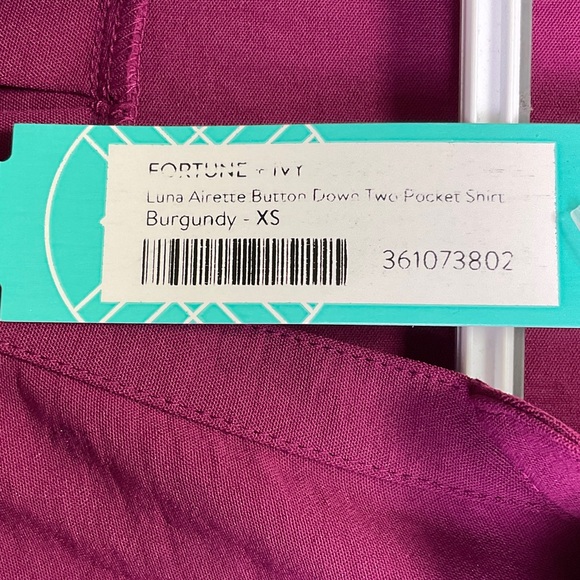 FORTUNE + IVY
Luna Airette Button Down Two Pocket Shirt
Burgundy - XS
361073802